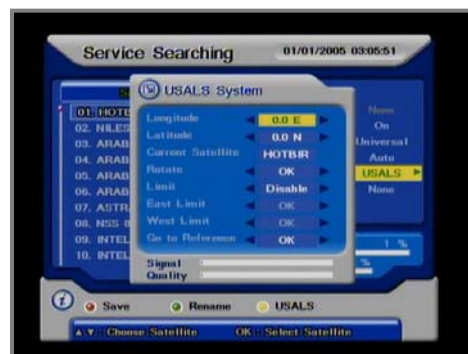 Service Searching 01/01/2005 03:05:51
USALS System
01. HOTB
02. NILES
03. ARAB
04. ARAB
05. ARAB
06. ARAB
07. ASTR
08. NSS
09. INTEL
10. INTEL
Longitude 0.0 E
Latitude 0.0 N
Current Satellite HOTBIR
Rotate OK
Limit Disable
East Limit OK
West Limit OK
Go to Reference OK
Signal
Quality
None
On
Universal
Auto
USALS
None
1 %
%
Save Rename USALS
▲ ▼ : Choose Satellite OK : Select Satellite